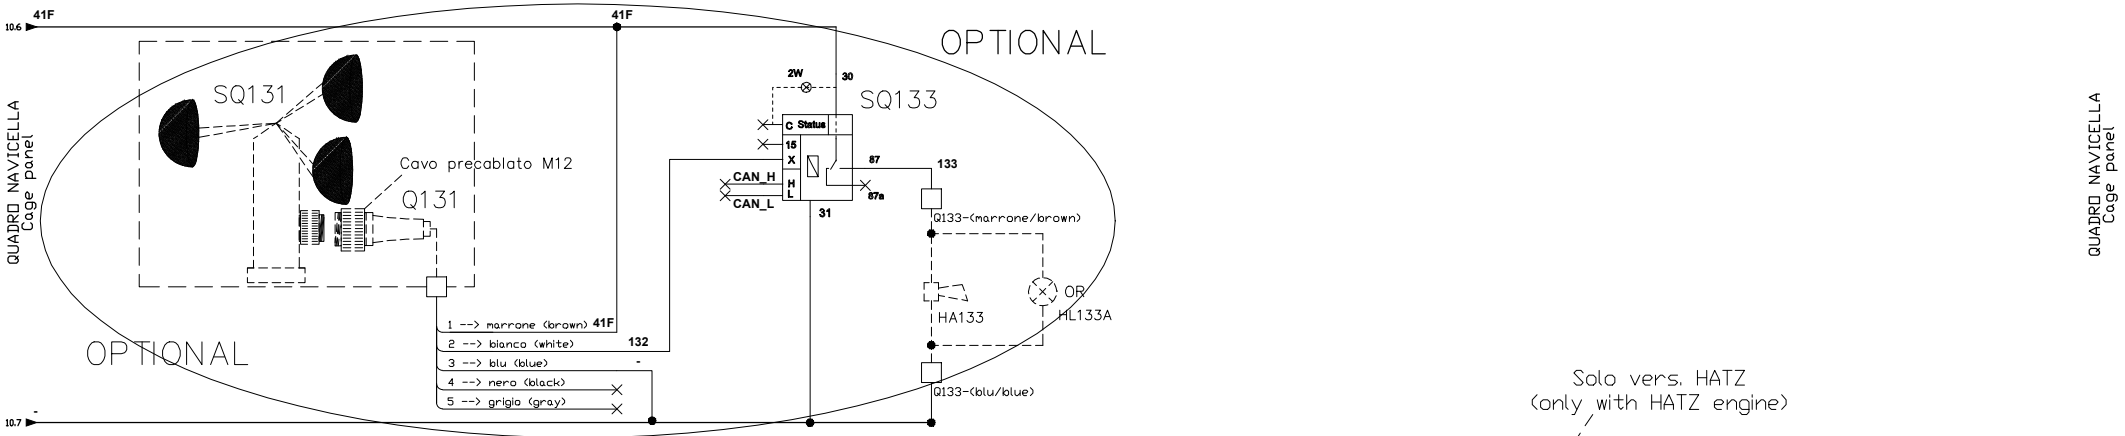 41F
41F
10.6
OPTIONAL
2W
30
SQ131
SQ133
C Status
15
X
87
133
Cavo precablato M12
CAN_H
H
L
87a
CAN_L
Q131
31
QUADRO NAVICELLA
Cage panel
QUADRO NAVICELLA
Cage panel
Q133-(marrone/brown)
OR
HA133
HL133A
1 --> marrone (brown) 41F
2 --> bianco (white) 132
3 --> blu (blue) -
4 --> nero (black)
5 --> grigio (gray)
OPTIONAL
Q133-(blu/blue)
Solo vers. HATZ
(only with HATZ engine)
-
10.7